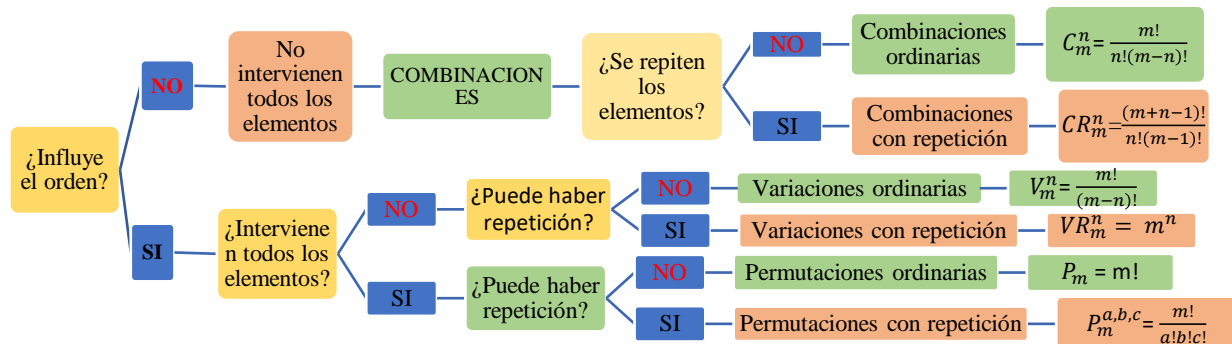 ¿Influye
el orden?
NO
No
intervienen
todos los
elementos
COMBINACION
ES
¿Se repiten
los
elementos?
NO
Combinaciones
ordinarias
C_m^n = m! / n!(m−n)!
SI
Combinaciones
con repetición
CR_m^n = (m+n−1)! / n!(m−1)!
SI
¿Interviene
n todos los
elementos?
NO
¿Puede haber
repetición?
NO
Variaciones ordinarias
V_m^n = m! / (m−n)!
SI
Variaciones con repetición
VR_m^n = m^n
SI
¿Puede haber
repetición?
NO
Permutaciones ordinarias
P_m = m!
SI
Permutaciones con repetición
P_m^{a,b,c} = m! / a!b!c!